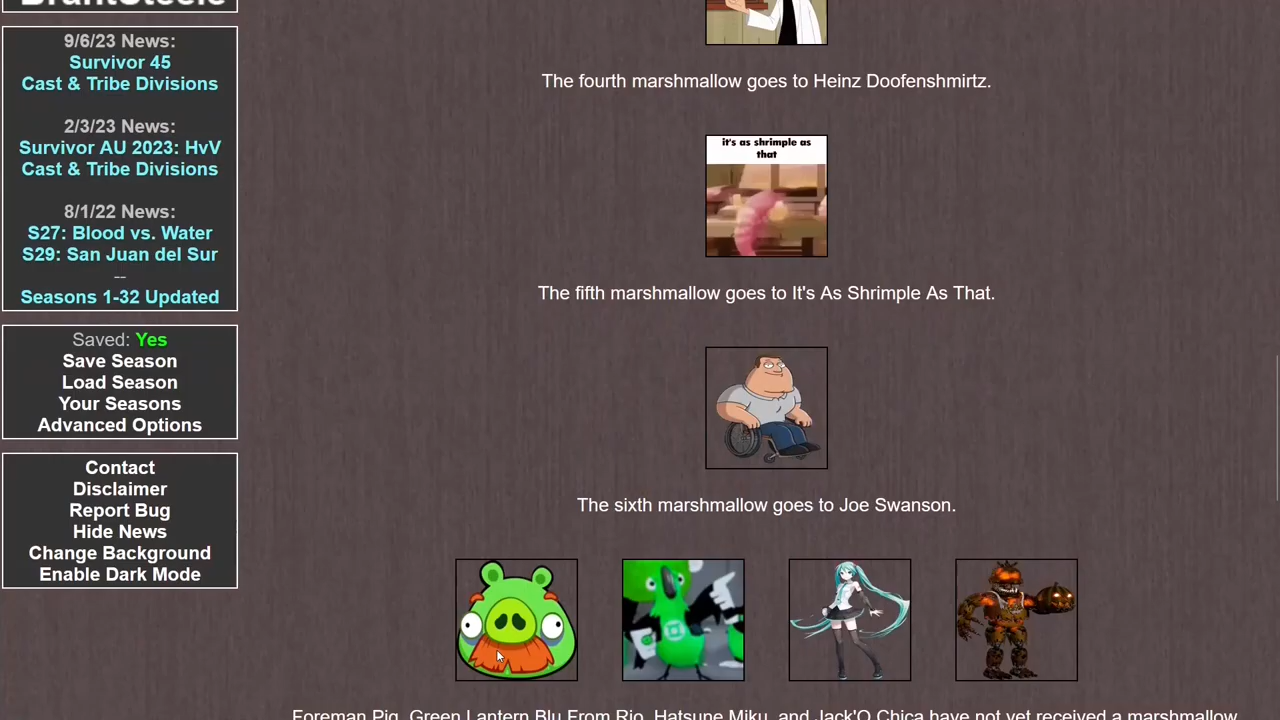 BrantSteele
9/6/23 News:
Survivor 45
Cast & Tribe Divisions
2/3/23 News:
Survivor AU 2023: HvV
Cast & Tribe Divisions
8/1/22 News:
S27: Blood vs. Water
S29: San Juan del Sur
--
Seasons 1-32 Updated
Saved: Yes
Save Season
Load Season
Your Seasons
Advanced Options
Contact
Disclaimer
Report Bug
Hide News
Change Background
Enable Dark Mode
The fourth marshmallow goes to Heinz Doofenshmirtz.
it's as shrimple as
that
The fifth marshmallow goes to It's As Shrimple As That.
The sixth marshmallow goes to Joe Swanson.
Foreman Pig, Green Lantern Blu From Rio, Hatsune Miku, and Jack'O Chica have not yet received a marshmallow.